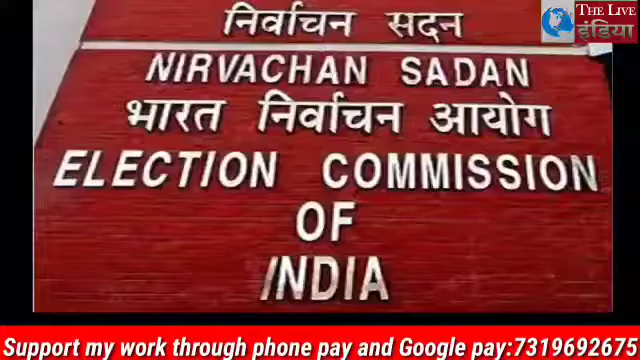 THE LIVE
इंडिया
निर्वाचन सदन
NIRVACHAN SADAN
भारत निर्वाचन आयोग
ELECTION COMMISSION
OF
INDIA
Support my work through phone pay and Google pay:7319692675